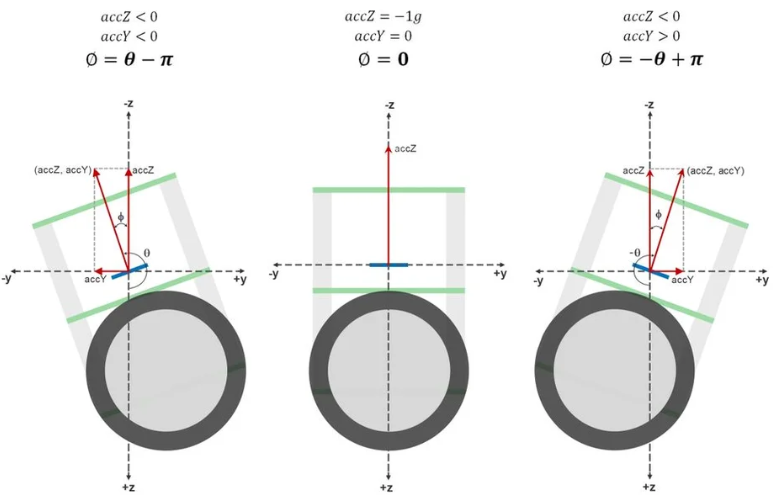 accZ < 0
accY < 0
∅ = θ − π
-z
(accZ, accY)
accZ
ϕ
θ
-y
accY
+y
+z
accZ = −1g
accY = 0
∅ = 0
-z
accZ
-y
+y
+z
accZ < 0
accY > 0
∅ = −θ + π
-z
accZ
(accZ, accY)
ϕ
-θ
-y
accY
+y
+z